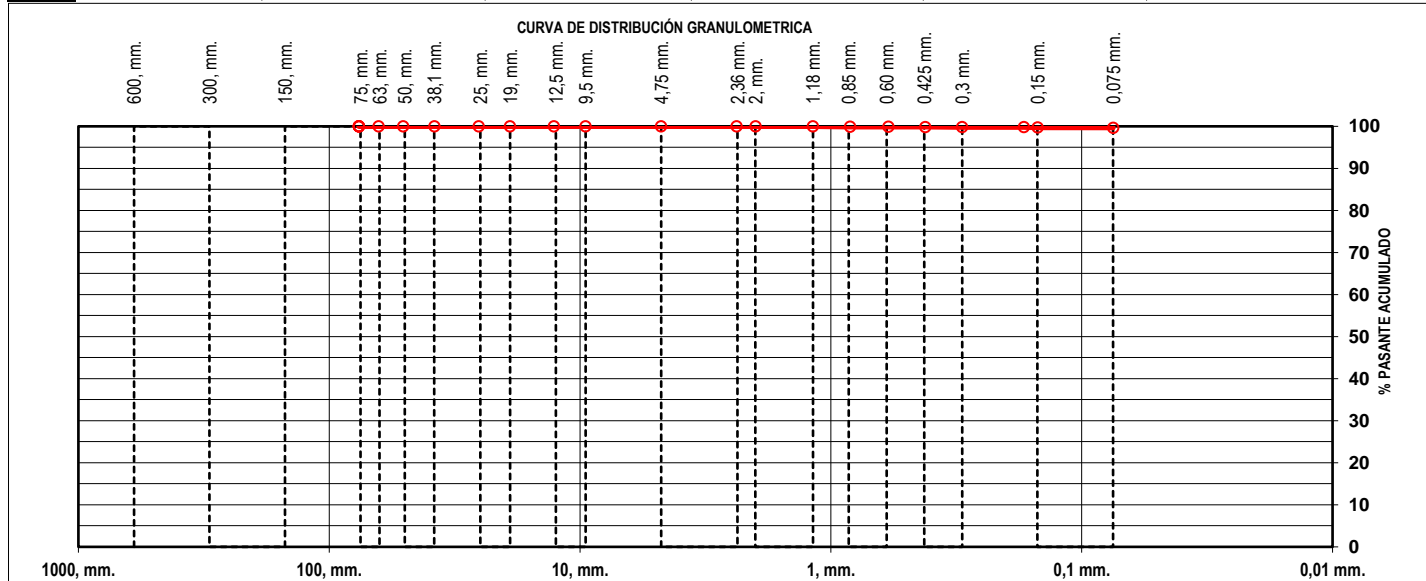 CURVA DE DISTRIBUCIÓN GRANULOMETRICA
600, mm.
300, mm.
150, mm.
75, mm.
63, mm.
50, mm.
38,1 mm.
25, mm.
19, mm.
12,5 mm.
9,5 mm.
4,75 mm.
2,36 mm.
2, mm.
1,18 mm.
0,85 mm.
0,60 mm.
0,425 mm.
0,3 mm.
0,15 mm.
0,075 mm.
100
90
80
70
60
50
40
30
20
10
0
% PASANTE ACUMULADO
1000, mm.
100, mm.
10, mm.
1, mm.
0,1 mm.
0,01 mm.